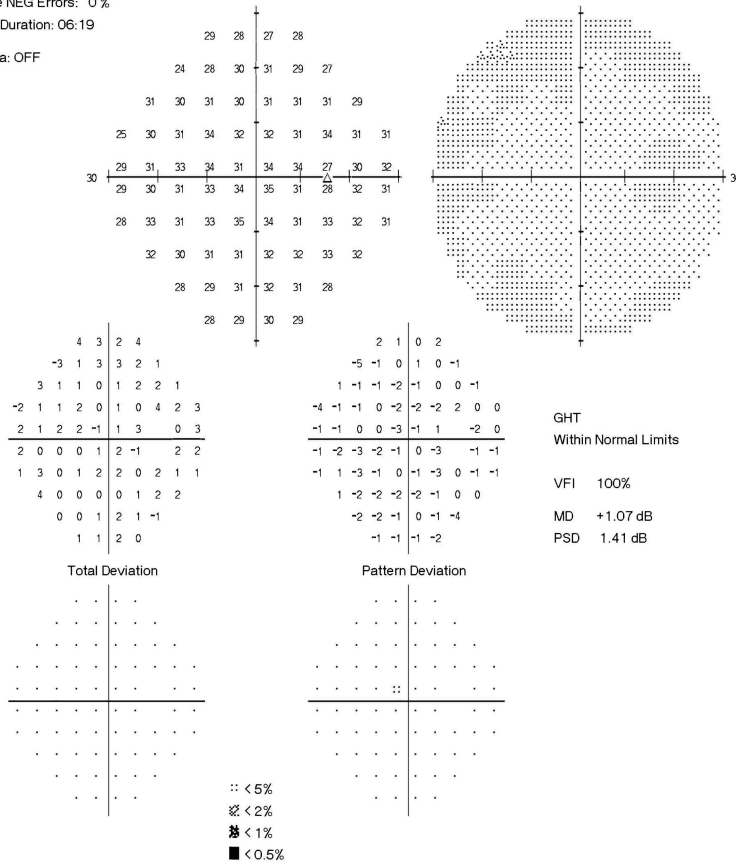 NEG Errors: 0 %
Duration: 06:19
a: OFF
29 28 27 28
24 28 30 31 29 27
31 30 31 30 31 31 31 29
25 30 31 34 32 32 31 34 31 31
29 31 33 34 31 34 34 27 30 32
30
29 30 31 33 34 35 31 28 32 31
28 33 31 33 35 34 31 33 32 31
32 30 31 31 32 32 33 32
28 29 31 32 31 28
28 29 30 29
4 3 2 4 2 1 0 2
-3 1 3 3 2 1 -5 -1 0 1 0 -1
3 1 1 0 1 2 2 1 1 -1 -1 -2 -1 0 0 -1
-2 1 1 2 0 1 0 4 2 3 -4 -1 -1 0 -2 -2 -2 2 0 0
2 1 2 2 -1 1 3 0 3 -1 -1 0 0 -3 -1 1 -2 0
2 0 0 0 1 2 -1 2 2 -1 -2 -3 -2 -1 0 -3 -1 -1
1 3 0 1 2 2 0 2 1 1 -1 1 -3 -1 0 -1 -3 0 -1 -1
4 0 0 0 0 1 2 2 1 -2 -2 -2 -2 -1 0 0
0 0 1 2 1 -1 -2 -2 -1 0 -1 -4
1 1 2 0 -1 -1 -1 -2
GHT
Within Normal Limits
VFI 100%
MD +1.07 dB
PSD 1.41 dB
Total Deviation Pattern Deviation
< 5%
< 2%
< 1%
< 0.5%